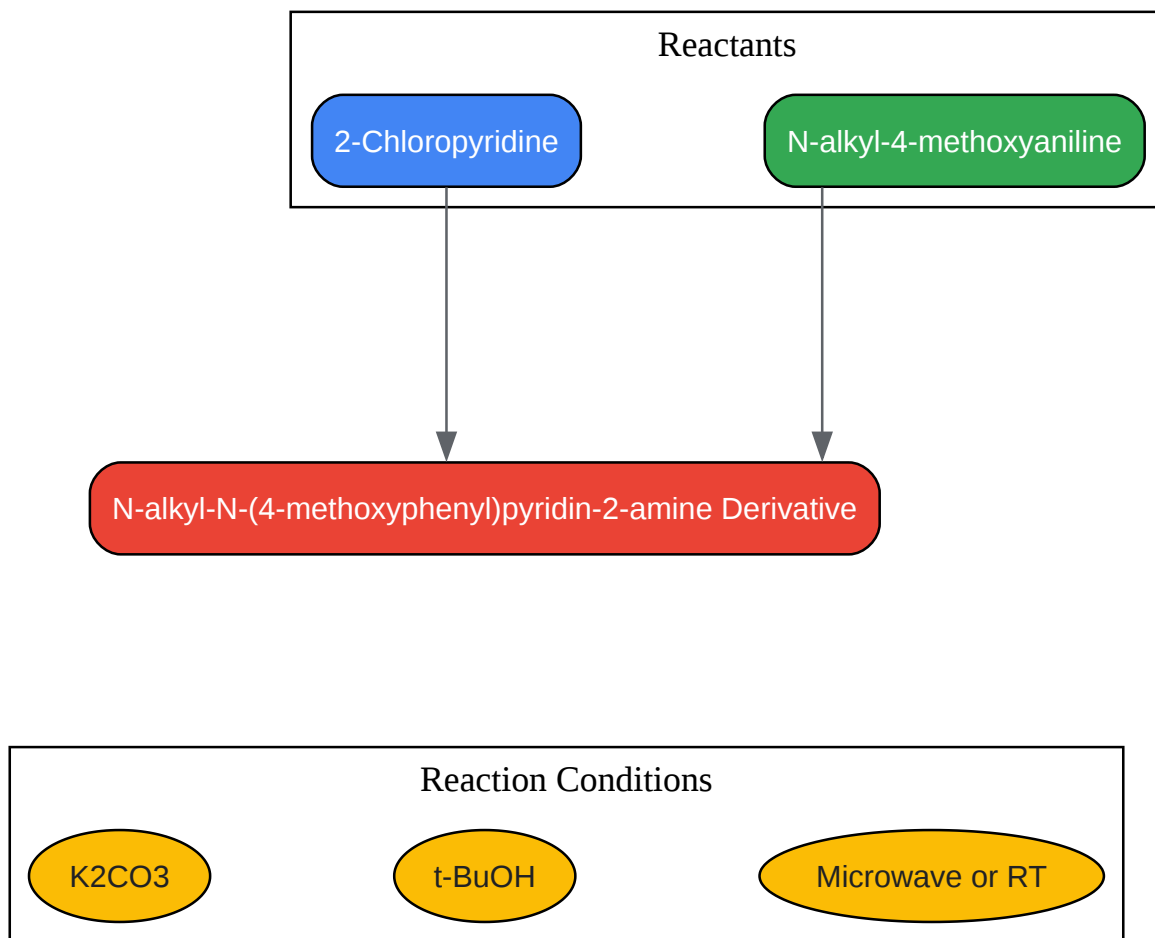 Reactants
2-Chloropyridine
N-alkyl-4-methoxyaniline
N-alkyl-N-(4-methoxyphenyl)pyridin-2-amine Derivative
Reaction Conditions
K2CO3
t-BuOH
Microwave or RT